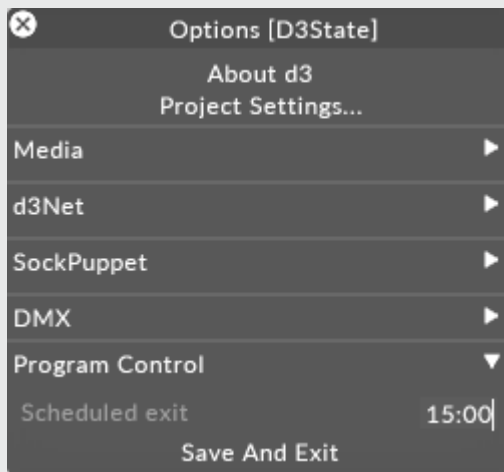 Options [D3State]
About d3
Project Settings...
Media
d3Net
SockPuppet
DMX
Program Control
Scheduled exit 15:00
Save And Exit